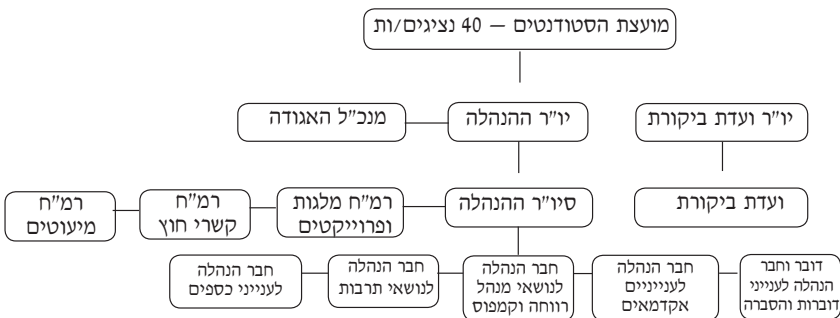 מועצת הסטודנטים – 40 נציגים/ות
יו"ר ועדת ביקורת
יו"ר ההנהלה
מנכ"ל האגודה
ועדת ביקורת
סיו"ר ההנהלה
רמ"ח מלגות
ופרוייקטים
רמ"ח
קשרי חוץ
רמ"ח
מיעוטים
דובר וחבר
הנהלה לענייני
דוברות והסברה
חבר הנהלה
לענייניים
אקדמאים
חבר הנהלה
לנושאי מנהל
רווחה וקמפוס
חבר הנהלה
לנושאי תרבות
חבר הנהלה
לענייני כספים